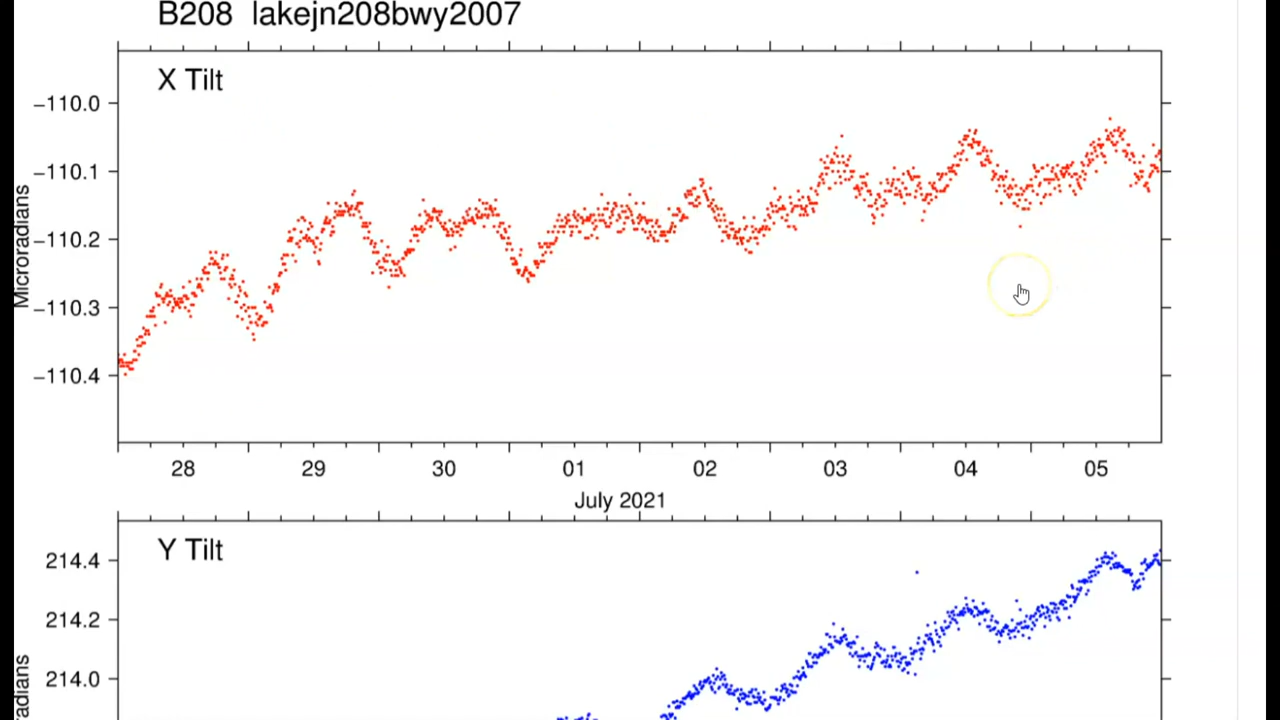 B208 lakejn208bwy2007
X Tilt
−110.0
−110.1
−110.2
−110.3
−110.4
Microradians
28 29 30 01 02 03 04 05
July 2021
Y Tilt
214.4
214.2
214.0
radians